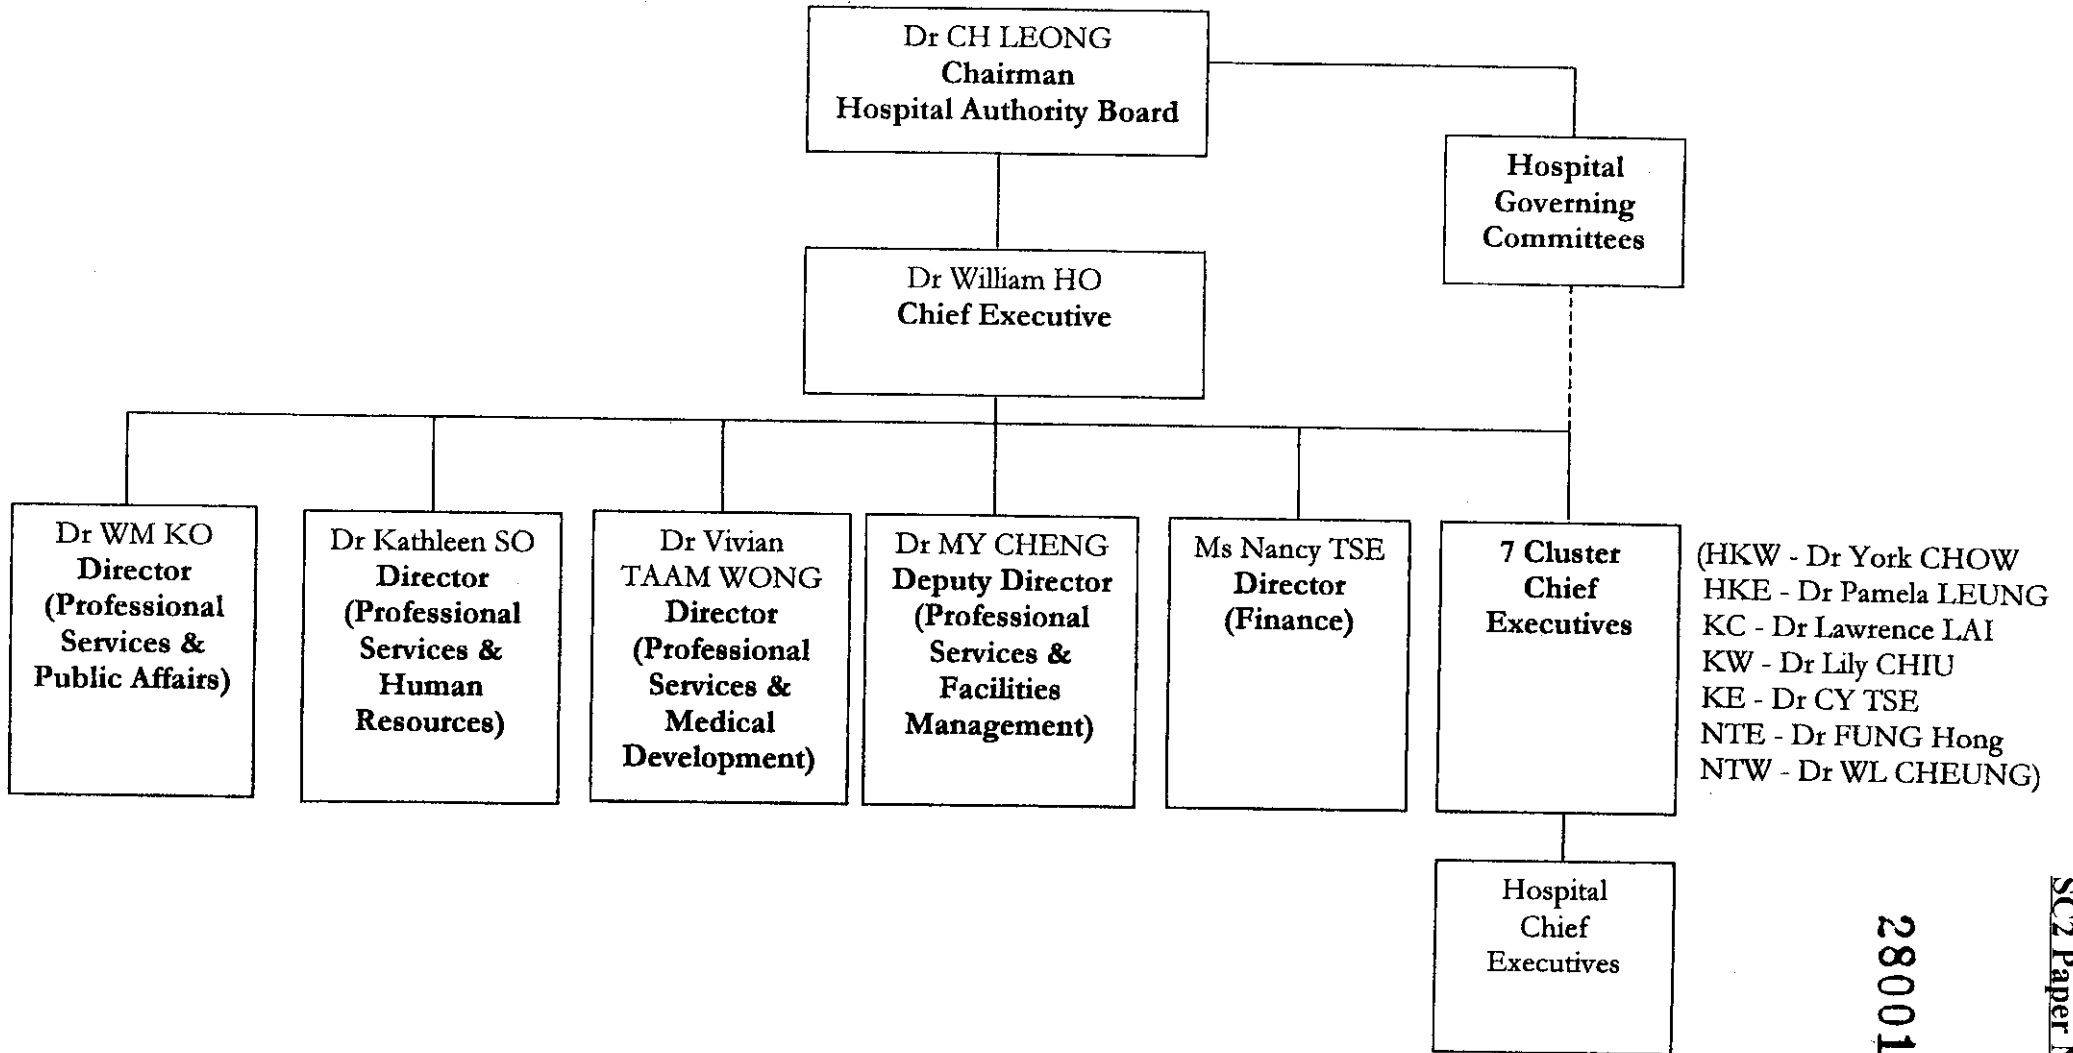 Dr CH LEONG
Chairman
Hospital Authority Board
Hospital
Governing
Committees
Dr William HO
Chief Executive
Dr WM KO
Director
(Professional
Services &
Public Affairs)
Dr Kathleen SO
Director
(Professional
Services &
Human
Resources)
Dr Vivian
TAAM WONG
Director
(Professional
Services &
Medical
Development)
Dr MY CHENG
Deputy Director
(Professional
Services &
Facilities
Management)
Ms Nancy TSE
Director
(Finance)
7 Cluster
Chief
Executives
(HKW - Dr York CHOW
HKE - Dr Pamela LEUNG
KC - Dr Lawrence LAI
KW - Dr Lily CHIU
KE - Dr CY TSE
NTE - Dr FUNG Hong
NTW - Dr WL CHEUNG)
Hospital
Chief
Executives
28001
SC2 Paper